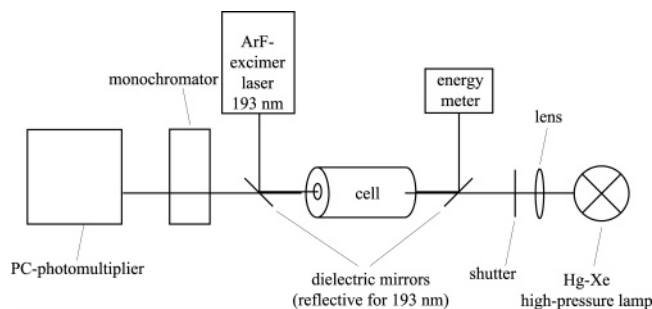 ArF-
excimer
laser
193 nm
monochromator
energy
meter
lens
cell
PC-photomultiplier
dielectric mirrors
(reflective for 193 nm)
shutter
Hg-Xe
high-pressure lamp